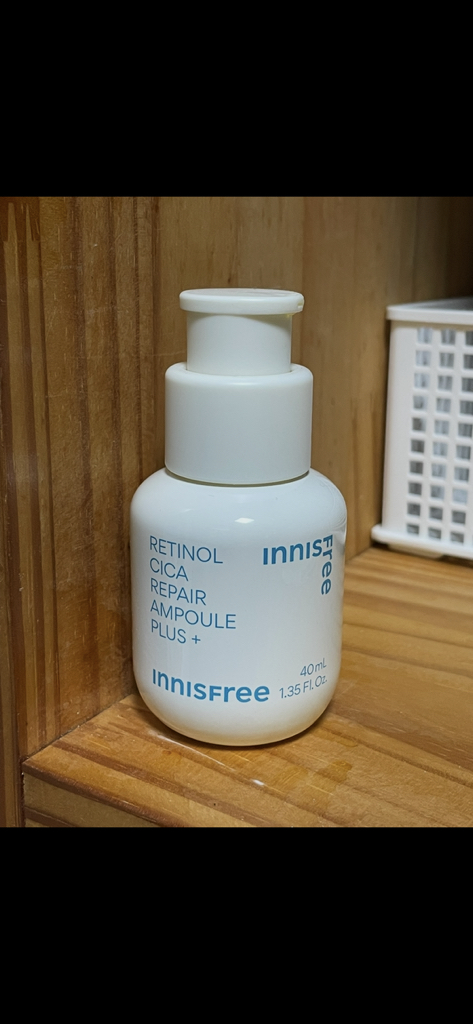 RETINOL
CICA
REPAIR
AMPOULE
PLUS +
InnISFree
InnISFree
40 mL
1.35 Fl. Oz.